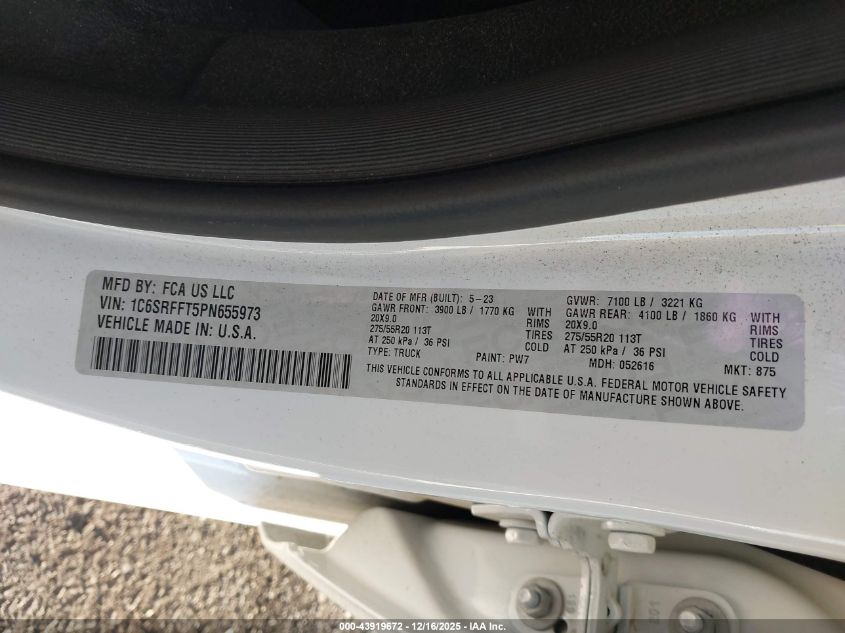 MFD BY: FCA US LLC
VIN: 1C6SRFFT5PN655973
VEHICLE MADE IN U.S.A.
DATE OF MFR (BUILT): 5-23 GVWR: 7100 LB / 3221 KG
GAWR FRONT: 3900 LB / 1770 KG WITH GAWR REAR: 4100 LB / 1860 KG WITH
20X9.0 RIMS 20X9.0 RIMS
275/55R20 113T TIRES 275/55R20 113T TIRES
AT 250 kPa / 36 PSI COLD AT 250 kPa / 36 PSI COLD
TYPE: TRUCK PAINT: PW7 MDH: 052616 MKT: 875
THIS VEHICLE CONFORMS TO ALL APPLICABLE U.S.A. FEDERAL MOTOR VEHICLE SAFETY
STANDARDS IN EFFECT ON THE DATE OF MANUFACTURE SHOWN ABOVE.
000-43919672 - 12/16/2025 - IAA Inc.